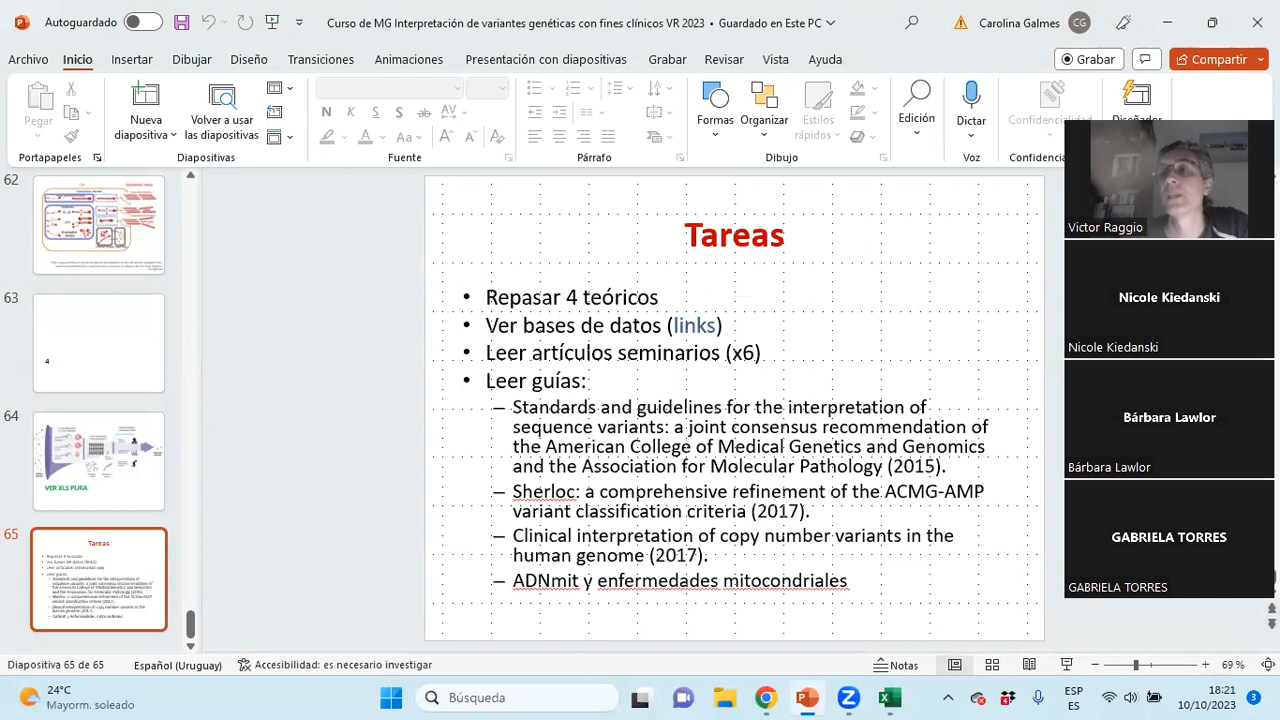 Autoguardado
Curso de MG Interpretación de variantes genéticas con fines clínicos VR 2023 • Guardado en Este PC
Carolina Galmes
CG
Archivo Inicio Insertar Dibujar Diseño Transiciones Animaciones Presentación con diapositivas Grabar Revisar Vista Ayuda
Grabar
Compartir
Pegar
Nueva diapositiva
Volver a usar las diapositivas
Formas
Organizar
Estilos rápidos
Edición
Dictar
Confidencialidad
Diseñador
Portapapeles
Diapositivas
Fuente
Párrafo
Dibujo
Voz
62
63
4
64
VER XLS PURA
65
Tareas
• Repasar 4 teóricos
• Ver bases de datos (links)
• Leer artículos seminarios (x6)
• Leer guías:
– Standards and guidelines for the interpretation of
sequence variants: a joint consensus recommendation of
the American College of Medical Genetics and Genomics
and the Association for Molecular Pathology (2015).
– Sherloc: a comprehensive refinement of the ACMG-AMP
variant classification criteria (2017).
– Clinical interpretation of copy number variants in the
human genome (2017).
– ADNmit y enfermedades mitocondriales
Victor Raggio
Nicole Kiedanski
Nicole Kiedanski
Bárbara Lawlor
Bárbara Lawlor
GABRIELA TORRES
GABRIELA TORRES
Diapositiva 65 de 65
Español (Uruguay)
Accesibilidad: es necesario investigar
Notas
69 %
24°C
Mayorm. soleado
Búsqueda
ESP
ES
18:21
10/10/2023
3